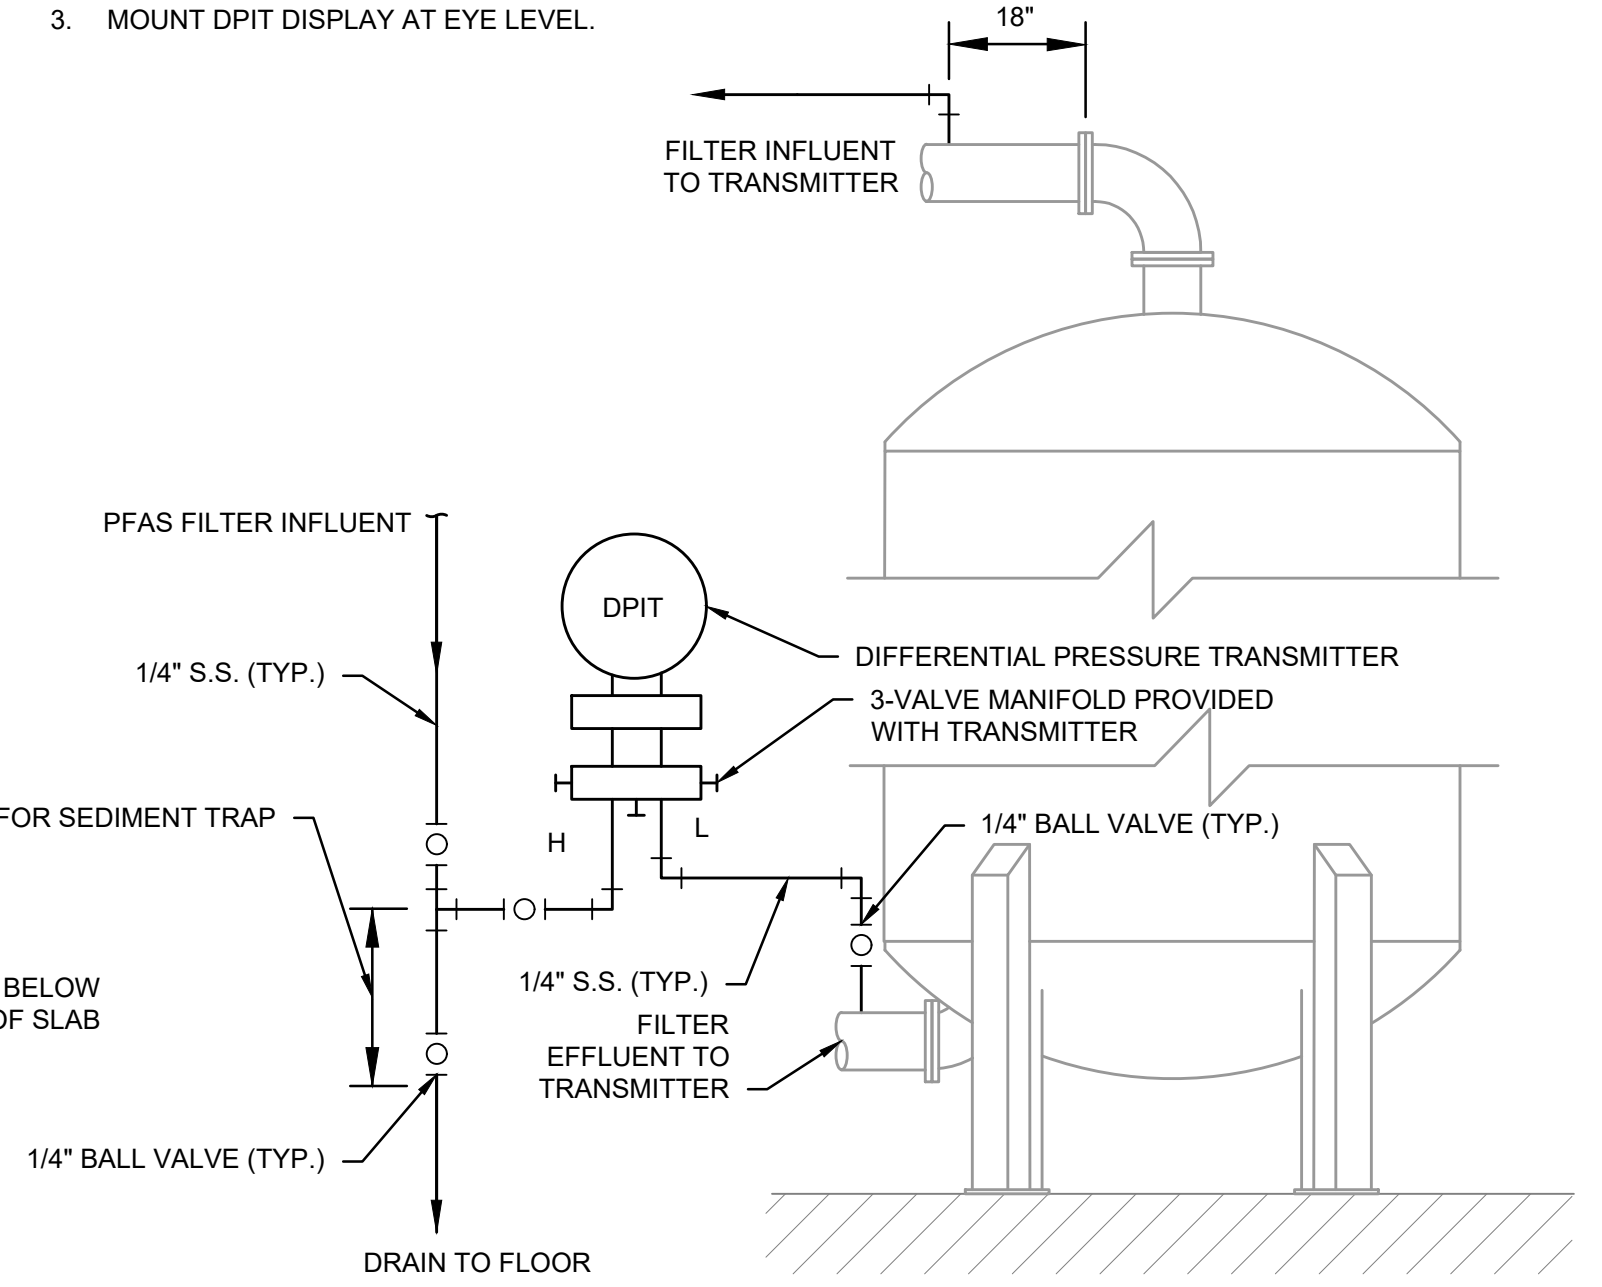 3. MOUNT DPIT DISPLAY AT EYE LEVEL.
18"
FILTER INFLUENT
TO TRANSMITTER
PFAS FILTER INFLUENT
DPIT
1/4" S.S. (TYP.)
DIFFERENTIAL PRESSURE TRANSMITTER
3-VALVE MANIFOLD PROVIDED
WITH TRANSMITTER
FOR SEDIMENT TRAP
H
L
1/4" BALL VALVE (TYP.)
BELOW
OF SLAB
1/4" S.S. (TYP.)
FILTER
EFFLUENT TO
TRANSMITTER
1/4" BALL VALVE (TYP.)
DRAIN TO FLOOR